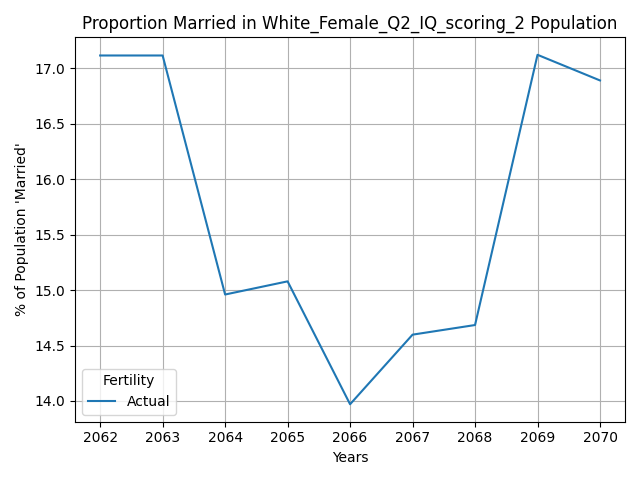 Proportion Married in White_Female_Q2_IQ_scoring_2 Population
% of Population 'Married'
17.0
16.5
16.0
15.5
15.0
14.5
14.0
Fertility
Actual
2062 2063 2064 2065 2066 2067 2068 2069 2070
Years